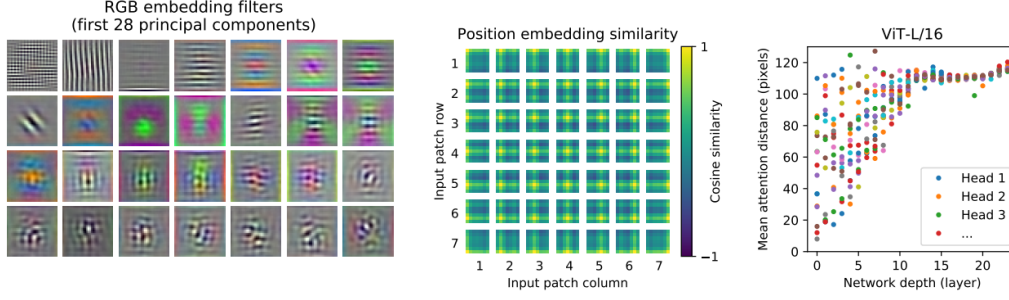 RGB embedding filters
(first 28 principal components)
Position embedding similarity
1
2
3
4
5
6
7
Input patch row
1 2 3 4 5 6 7
Input patch column
1
−1
Cosine similarity
ViT-L/16
120
100
80
60
40
20
0
Mean attention distance (pixels)
Head 1
Head 2
Head 3
...
0 5 10 15 20
Network depth (layer)